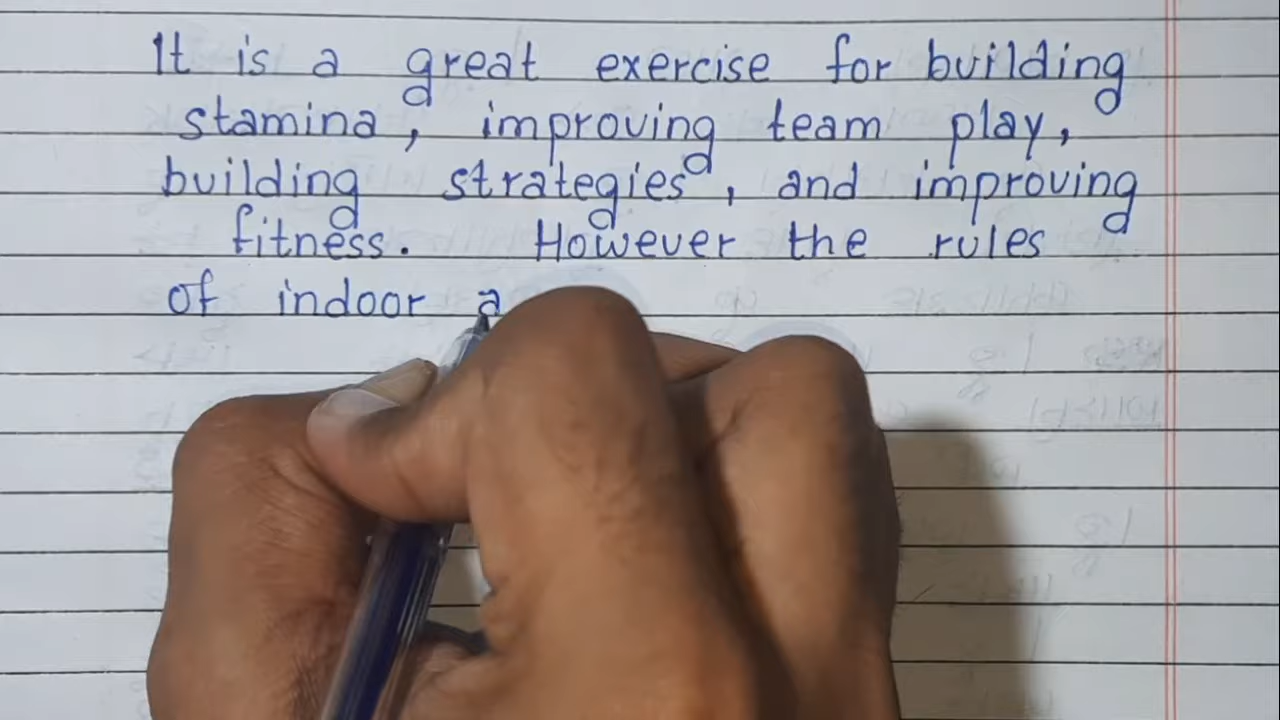 It is a great exercise for building
stamina, improving team play,
building strategies, and improving
fitness. However the rules
of indoor a